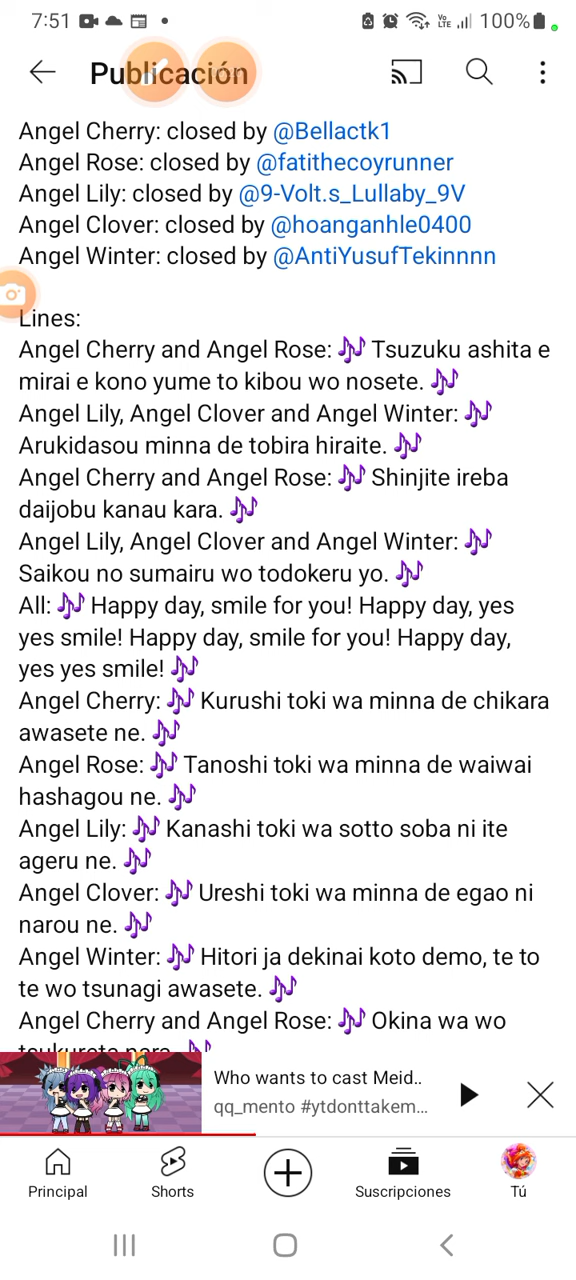 7:51
Vo
LTE
100%
Publicación
Angel Cherry: closed by @Bellactk1
Angel Rose: closed by @fatithecoyrunner
Angel Lily: closed by @9-Volt.s_Lullaby_9V
Angel Clover: closed by @hoanganhle0400
Angel Winter: closed by @AntiYusufTekinnnn
Lines:
Angel Cherry and Angel Rose: 🎶 Tsuzuku ashita e
mirai e kono yume to kibou wo nosete. 🎶
Angel Lily, Angel Clover and Angel Winter: 🎶
Arukidasou minna de tobira hiraite. 🎶
Angel Cherry and Angel Rose: 🎶 Shinjite ireba
daijobu kanau kara. 🎶
Angel Lily, Angel Clover and Angel Winter: 🎶
Saikou no sumairu wo todokeru yo. 🎶
All: 🎶 Happy day, smile for you! Happy day, yes
yes smile! Happy day, smile for you! Happy day,
yes yes smile! 🎶
Angel Cherry: 🎶 Kurushi toki wa minna de chikara
awasete ne. 🎶
Angel Rose: 🎶 Tanoshi toki wa minna de waiwai
hashagou ne. 🎶
Angel Lily: 🎶 Kanashi toki wa sotto soba ni ite
ageru ne. 🎶
Angel Clover: 🎶 Ureshi toki wa minna de egao ni
narou ne. 🎶
Angel Winter: 🎶 Hitori ja dekinai koto demo, te to
te wo tsunagi awasete. 🎶
Angel Cherry and Angel Rose: 🎶 Okina wa wo
Who wants to cast Meid..
qq_mento #ytdonttakem...
Principal
Shorts
Suscripciones
Tú